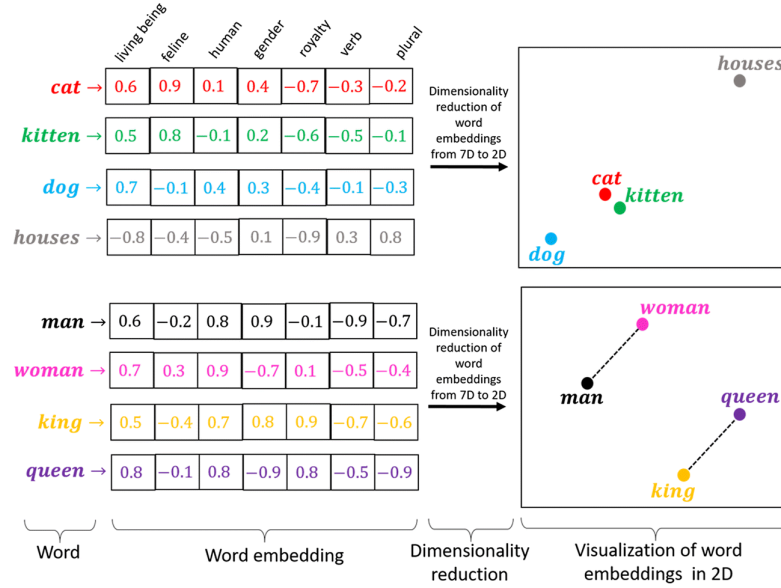 living being feline human gender royalty verb plural
cat → 0.6 0.9 0.1 0.4 −0.7 −0.3 −0.2
kitten → 0.5 0.8 −0.1 0.2 −0.6 −0.5 −0.1
dog → 0.7 −0.1 0.4 0.3 −0.4 −0.1 −0.3
houses → −0.8 −0.4 −0.5 0.1 −0.9 0.3 0.8
Dimensionality
reduction of
word
embeddings
from 7D to 2D
houses
cat
kitten
dog
man → 0.6 −0.2 0.8 0.9 −0.1 −0.9 −0.7
woman → 0.7 0.3 0.9 −0.7 0.1 −0.5 −0.4
king → 0.5 −0.4 0.7 0.8 0.9 −0.7 −0.6
queen → 0.8 −0.1 0.8 −0.9 0.8 −0.5 −0.9
Dimensionality
reduction of
word
embeddings
from 7D to 2D
woman
man
queen
king
Word
Word embedding
Dimensionality
reduction
Visualization of word
embeddings in 2D